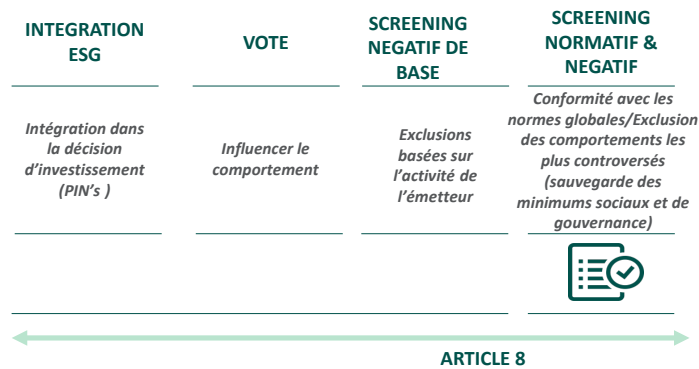 INTEGRATION
ESG
VOTE
SCREENING
NEGATIF DE
BASE
SCREENING
NORMATIF &
NEGATIF
Intégration dans
la décision
d'investissement
(PIN's )
Influencer le
comportement
Exclusions
basées sur
l'activité de
l'émetteur
Conformité avec les
normes globales/Exclusion
des comportements les
plus controversés
(sauvegarde des
minimums sociaux et de
gouvernance)
ARTICLE 8